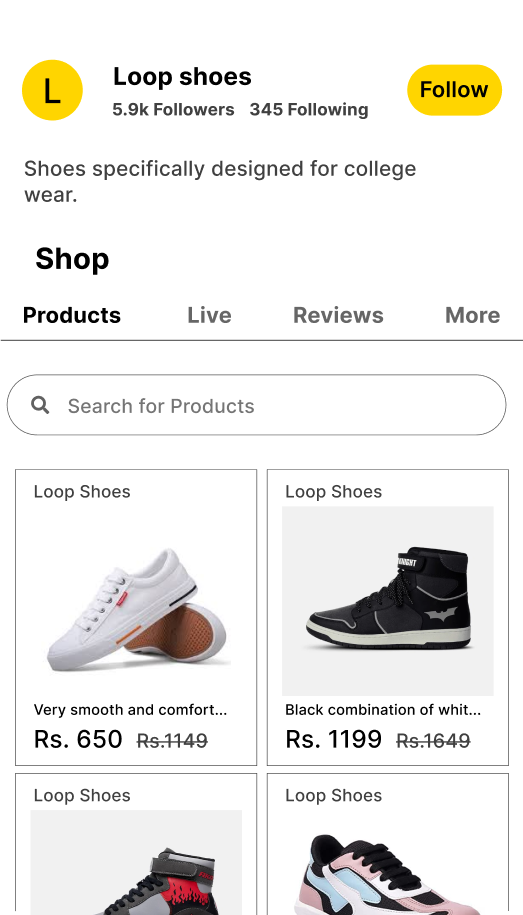 L
Loop shoes
5.9k Followers 345 Following
Follow
Shoes specifically designed for college
wear.
Shop
Products Live Reviews More
Search for Products
Loop Shoes
Very smooth and comfort...
Rs. 650 Rs.1149
Loop Shoes
Black combination of whit...
Rs. 1199 Rs.1649
Loop Shoes
Loop Shoes